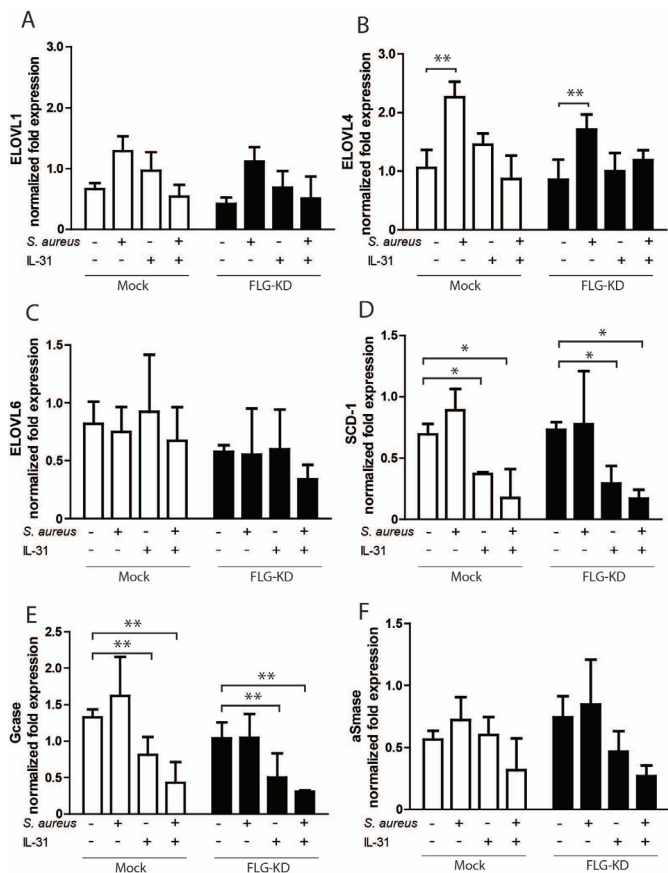 A
ELOVL1
normalized fold expression
3.0
2.0
1.0
0
S. aureus - + - + - + - +
IL-31 - - + + - - + +
Mock FLG-KD
B
ELOVL4
normalized fold expression
4.0
3.0
2.0
1.0
0
** **
S. aureus - + - + - + - +
IL-31 - - + + - - + +
Mock FLG-KD
C
ELOVL6
normalized fold expression
1.5
1.0
0.5
0
S. aureus - + - + - + - +
IL-31 - - + + - - + +
Mock FLG-KD
D
SCD-1
normalized fold expression
1.5
1.0
0.5
0
* *
* *
S. aureus - + - + - + - +
IL-31 - - + + - - + +
Mock FLG-KD
E
Gcase
normalized fold expression
2.5
2.0
1.5
1.0
0.5
0
** **
** **
S. aureus - + - + - + - +
IL-31 - - + + - - + +
Mock FLG-KD
F
aSmase
normalized fold expression
1.5
1.0
0.5
0
S. aureus - + - + - + - +
IL-31 - - + + - - + +
Mock FLG-KD